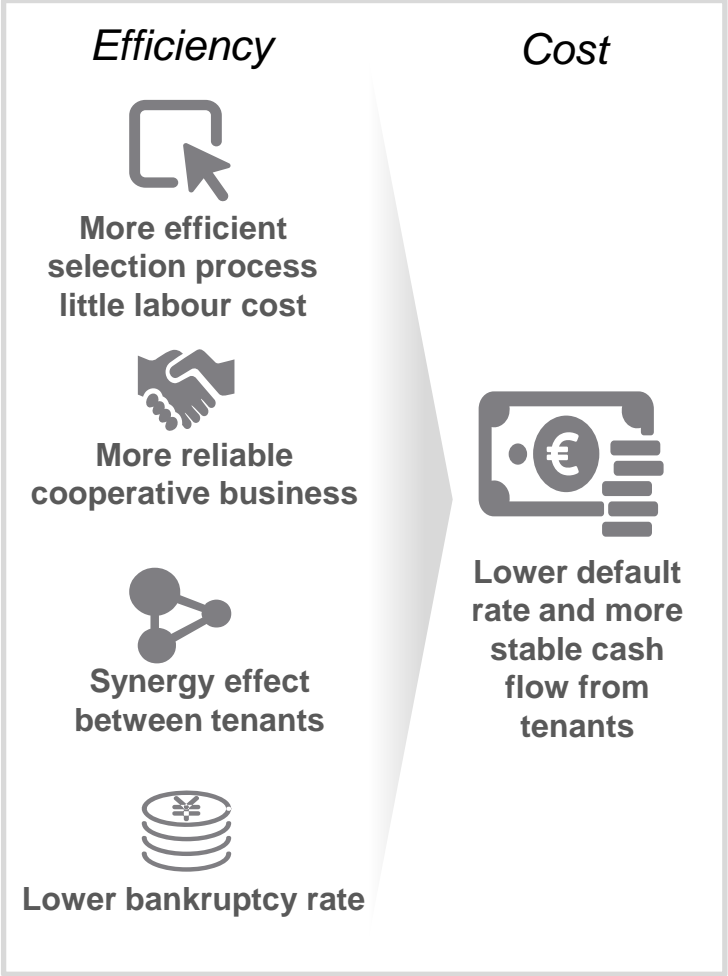 Efficiency
More efficient
selection process
little labour cost
More reliable
cooperative business
Synergy effect
between tenants
¥
Lower bankruptcy rate
Cost
€
Lower default
rate and more
stable cash
flow from
tenants